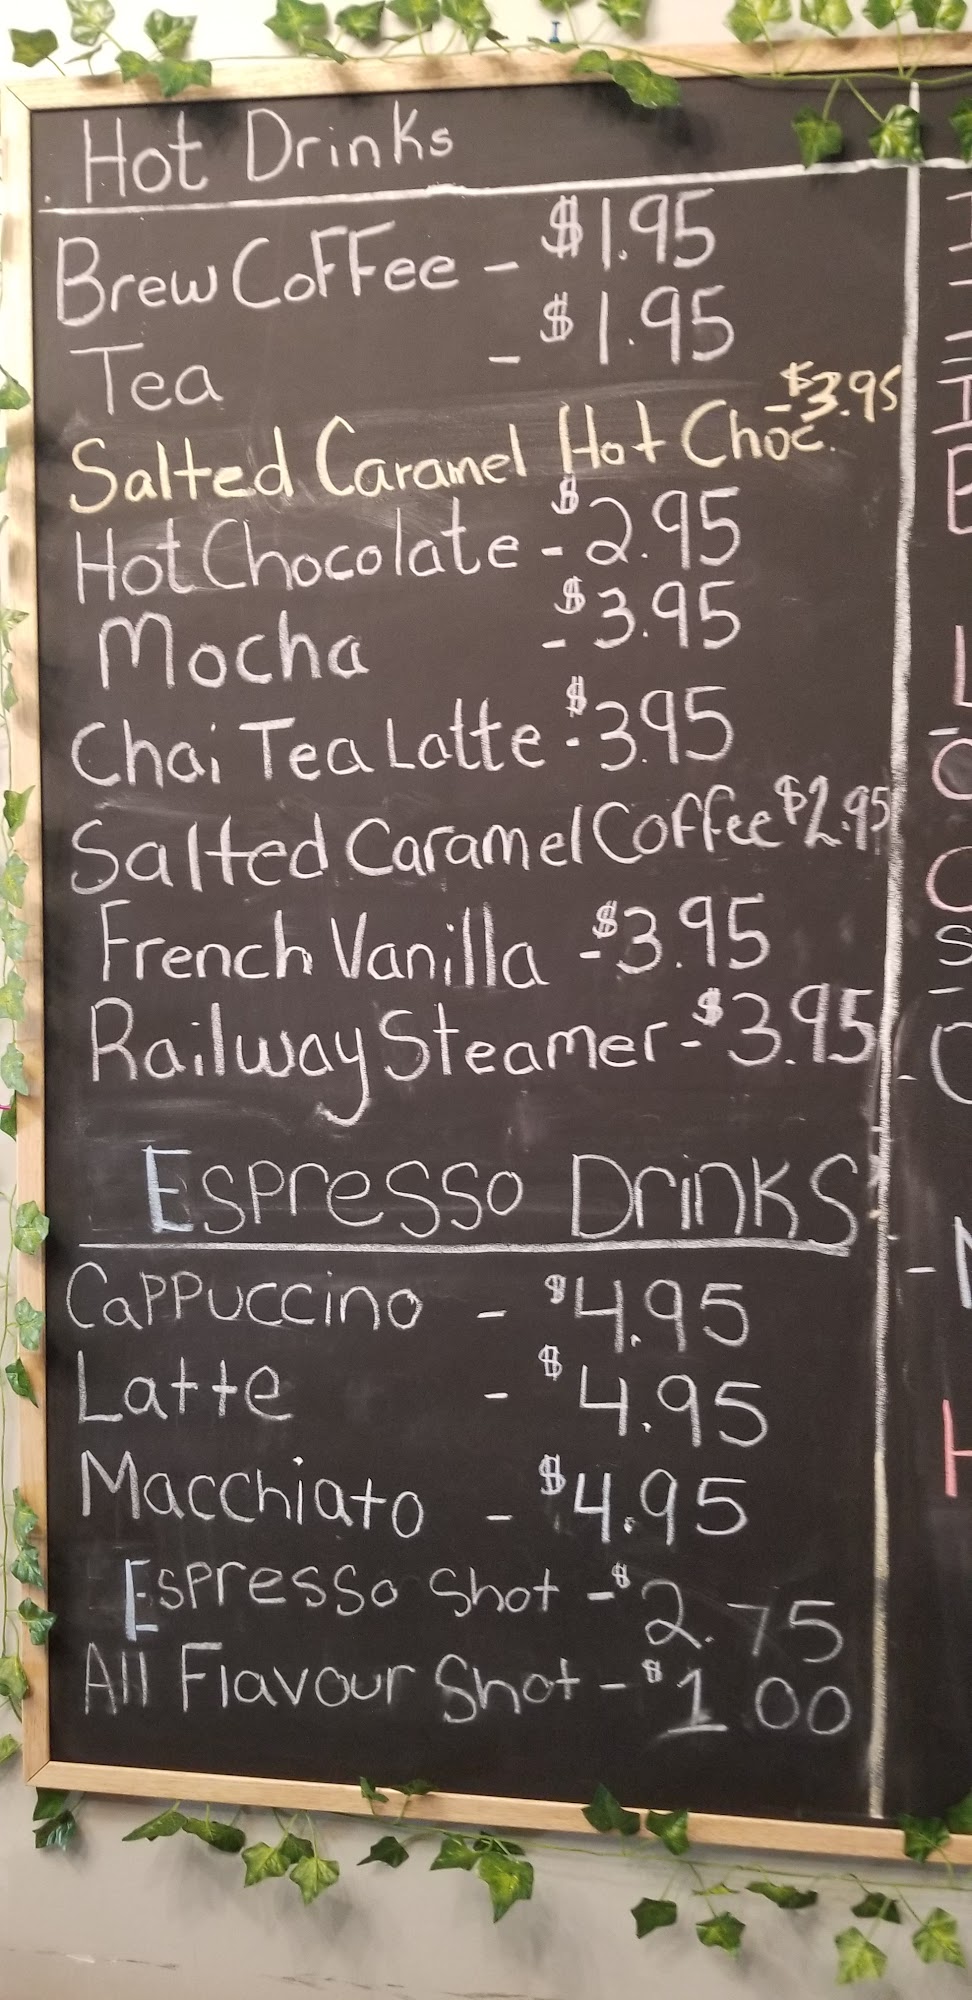 Hot Drinks
Brew Coffee - $1.95
Tea - $1.95
Salted Caramel Hot Choc. - $3.95
Hot Chocolate - $2.95
Mocha - $3.95
Chai Tea Latte - $3.95
Salted Caramel Coffee $2.95
French Vanilla - $3.95
Railway Steamer - $3.95
Espresso Drinks
Cappuccino - $4.95
Latte - $4.95
Macchiato - $4.95
Espresso Shot - $2.75
All Flavour Shot - $1.00